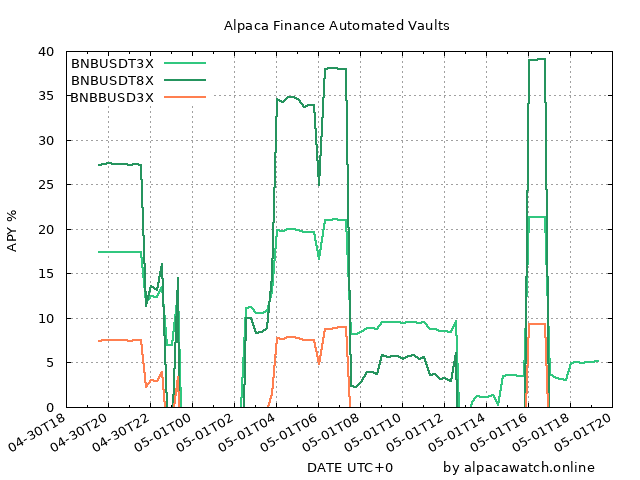 Alpaca Finance Automated Vaults
BNBUSDT3X
BNBUSDT8X
BNBBUSD3X
APY %
40
35
30
25
20
15
10
5
0
04-30T18
04-30T20
04-30T22
05-01T00
05-01T02
05-01T04
05-01T06
05-01T08
05-01T10
05-01T12
05-01T14
05-01T16
05-01T18
05-01T20
DATE UTC+0
by alpacawatch.online